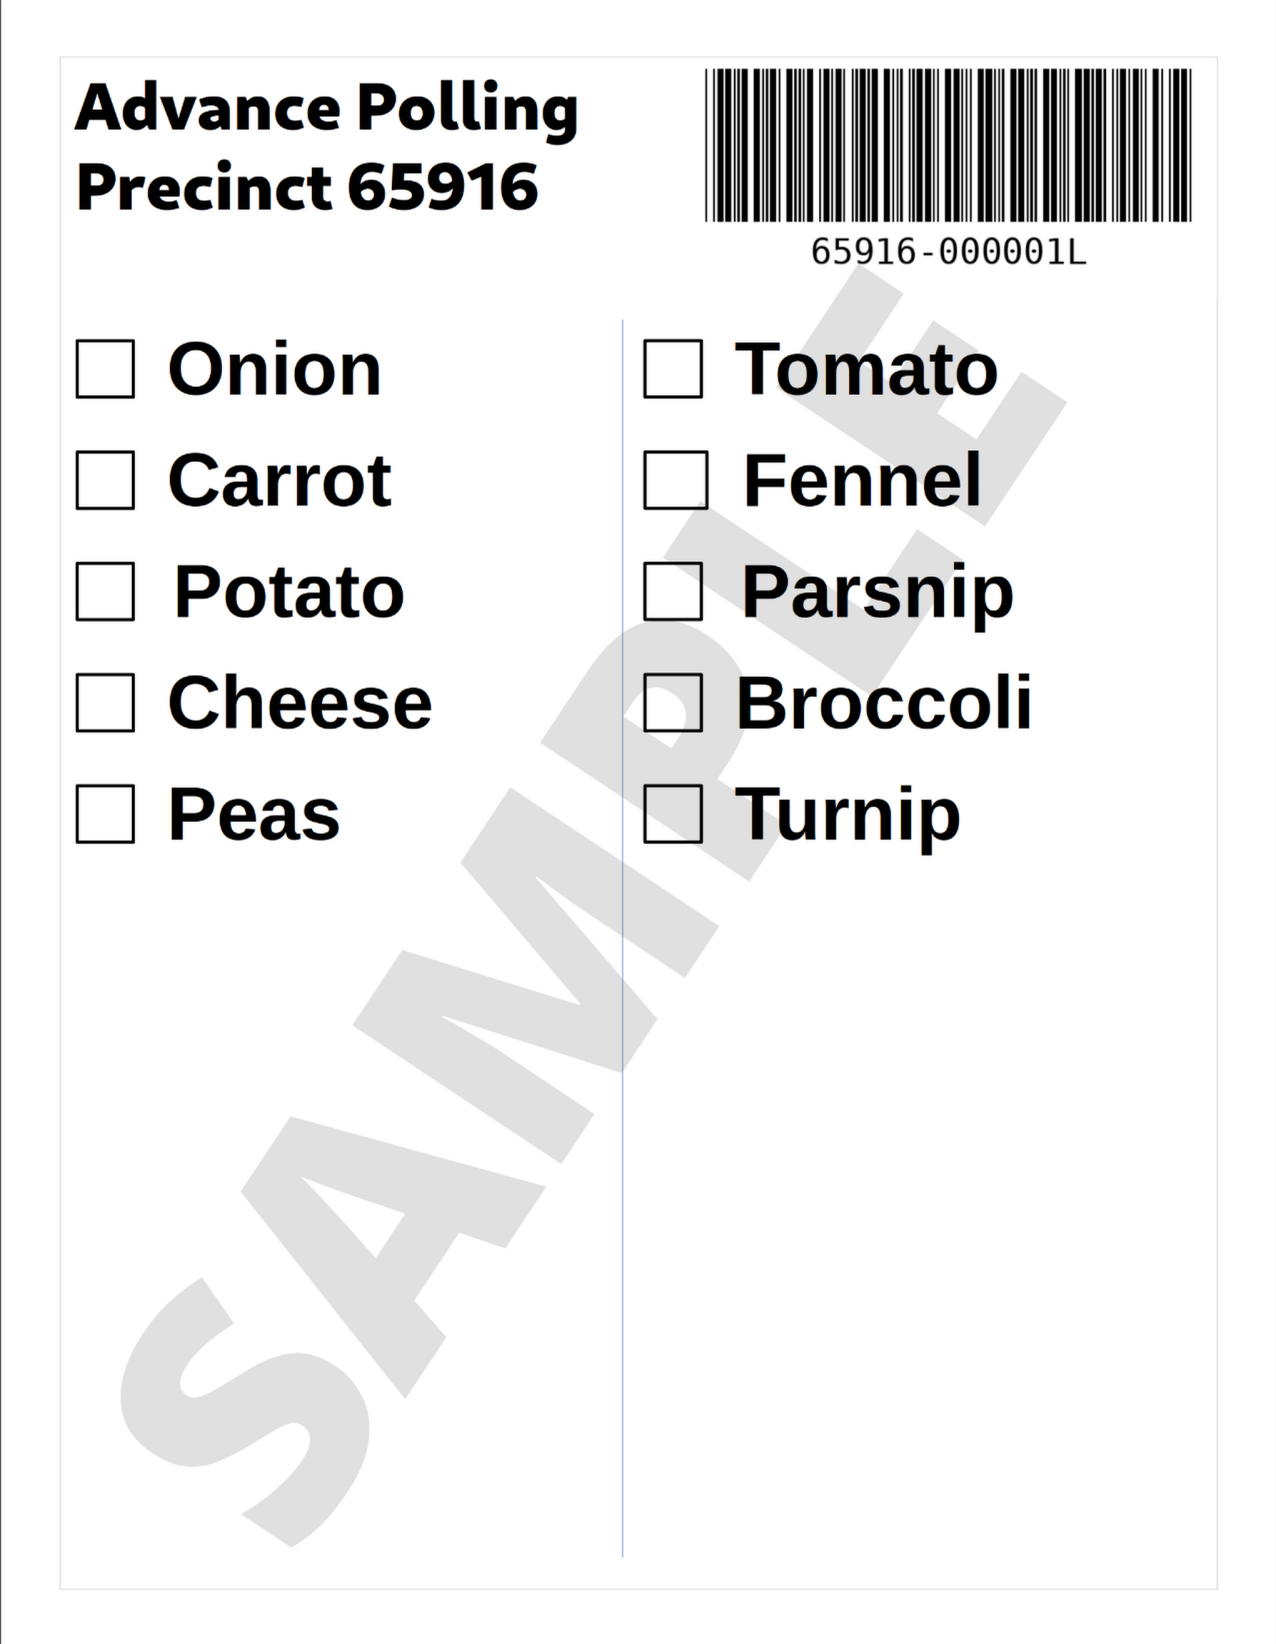 Advance Polling
Precinct 65916
65916-000001L
Onion
Carrot
Potato
Cheese
Peas
Tomato
Fennel
Parsnip
Broccoli
Turnip
SAMPLE